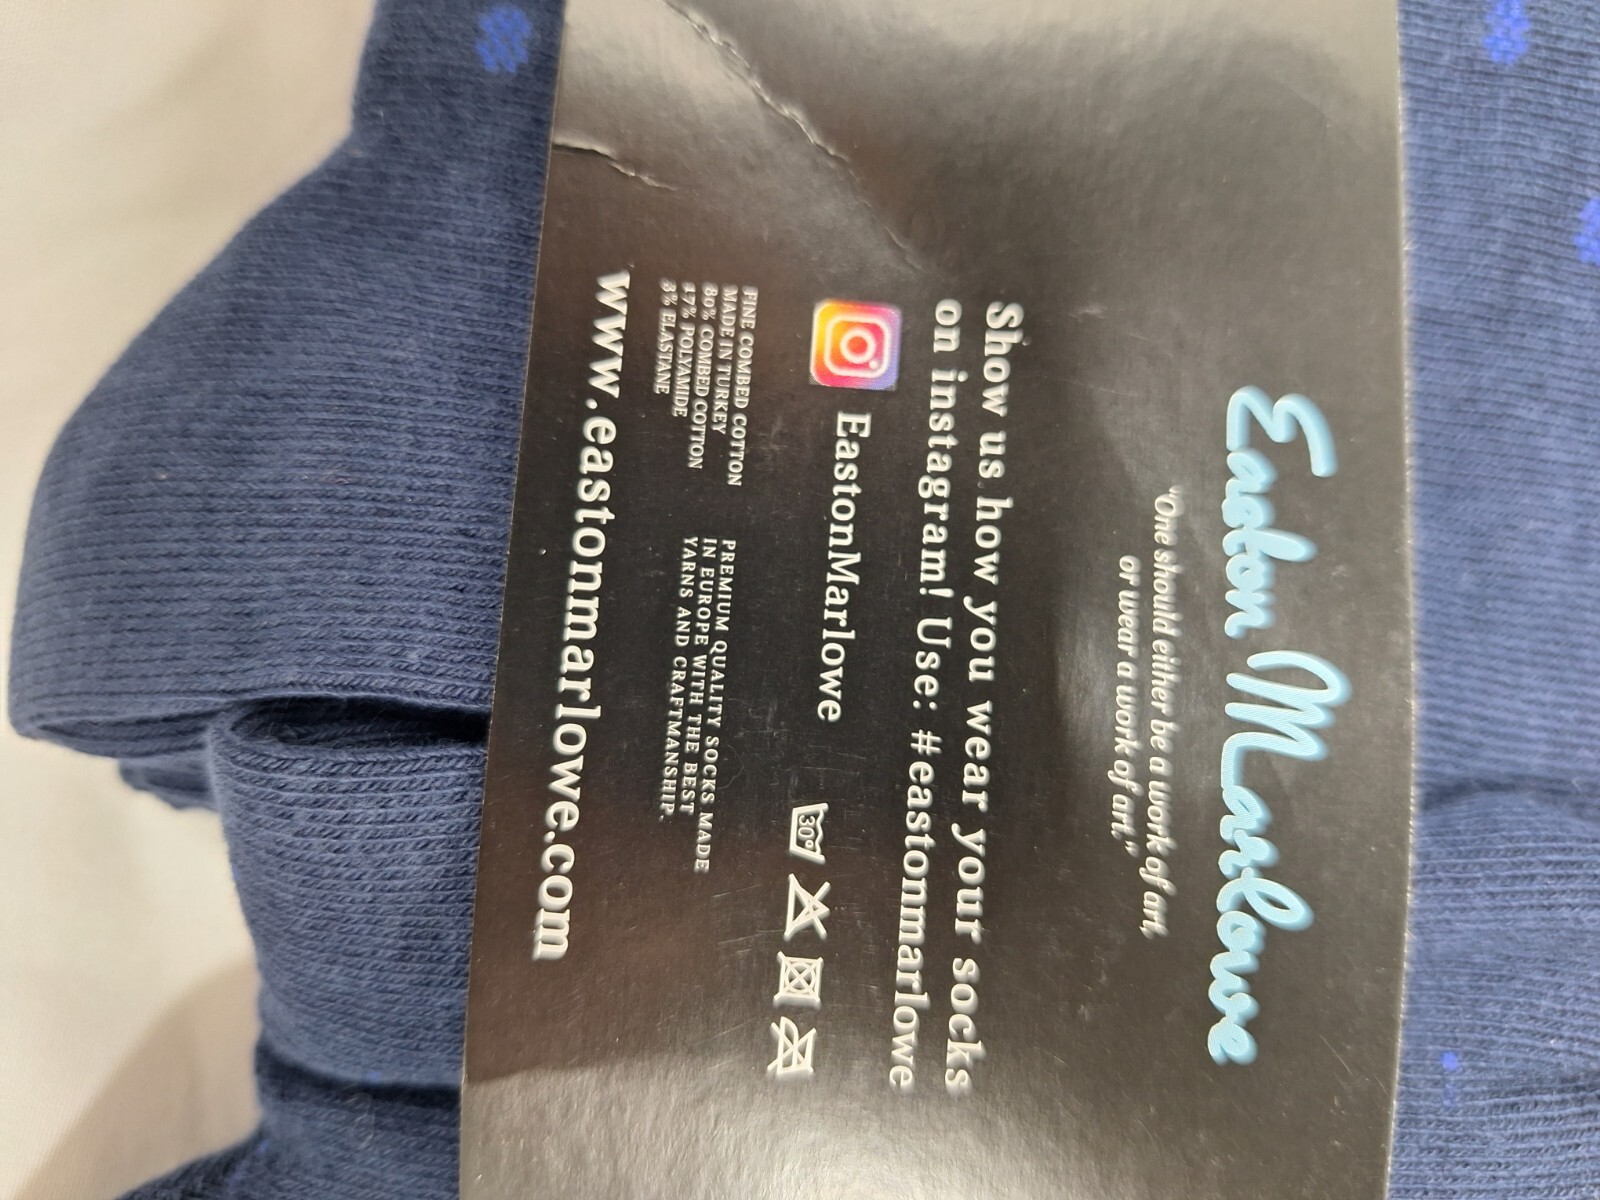 Easton Marlowe
"One should either be a work of art,
or wear a work of art."
Show us how you wear your socks
on instagram! Use: #eastonmarlowe
EastonMarlowe
30°
FINE COMBED COTTON
MADE IN TURKEY
80% COMBED COTTON
17% POLYAMIDE
3% ELASTANE
PREMIUM QUALITY SOCKS MADE
IN EUROPE WITH THE BEST
YARNS AND CRAFTMANSHIP.
www.eastonmarlowe.com